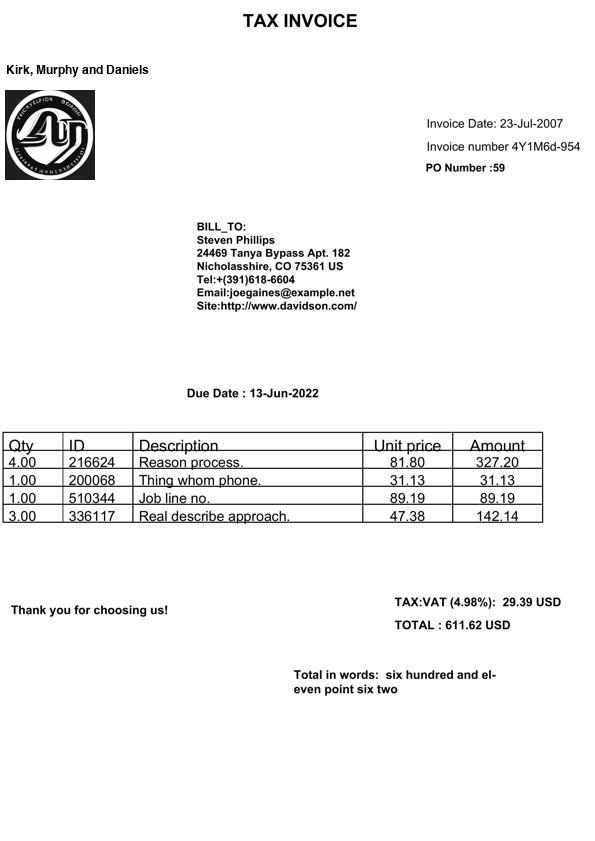 TAX INVOICE
Kirk, Murphy and Daniels
Invoice Date: 23-Jul-2007
Invoice number 4Y1M6d-954
PO Number :59
BILL_TO:
Steven Phillips
24469 Tanya Bypass Apt. 182
Nicholasshire, CO 75361 US
Tel:+(391)618-6604
Email:joegaines@example.net
Site:http://www.davidson.com/
Due Date : 13-Jun-2022
Qty ID Description Unit price Amount
4.00 216624 Reason process. 81.80 327.20
1.00 200068 Thing whom phone. 31.13 31.13
1.00 510344 Job line no. 89.19 89.19
3.00 336117 Real describe approach. 47.38 142.14
TAX:VAT (4.98%): 29.39 USD
Thank you for choosing us!
TOTAL : 611.62 USD
Total in words: six hundred and el-
even point six two